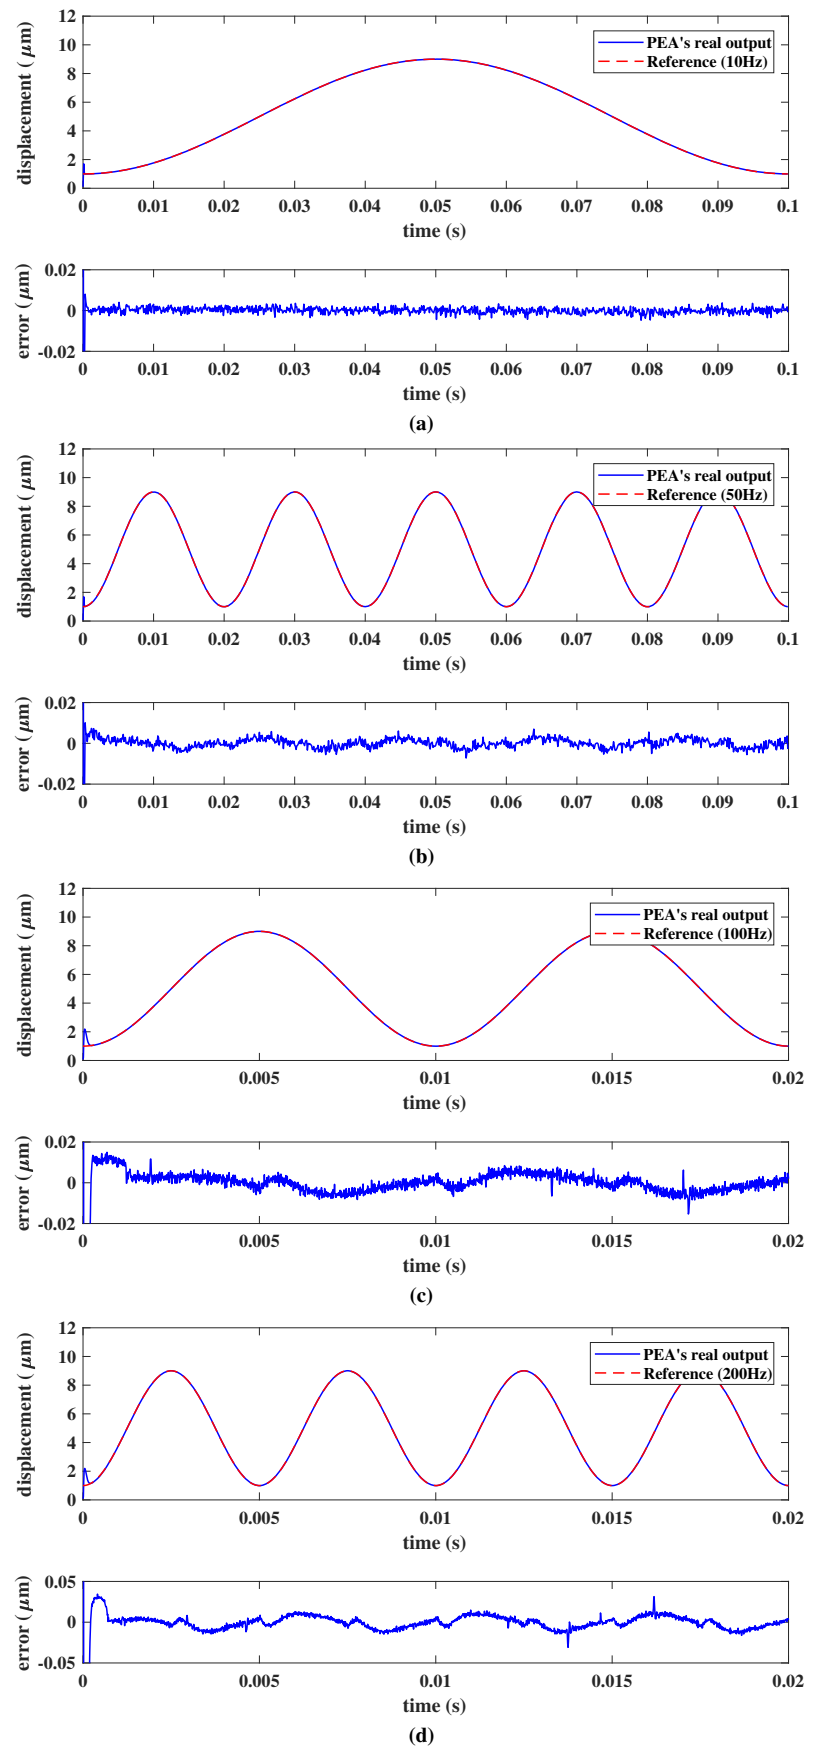 12
10
8
6
4
2
0
displacement ( μm)
PEA's real output
Reference (10Hz)
0 0.01 0.02 0.03 0.04 0.05 0.06 0.07 0.08 0.09 0.1
time (s)
0.02
0
-0.02
error ( μm)
0 0.01 0.02 0.03 0.04 0.05 0.06 0.07 0.08 0.09 0.1
time (s)
(a)
12
10
8
6
4
2
0
displacement ( μm)
PEA's real output
Reference (50Hz)
0 0.01 0.02 0.03 0.04 0.05 0.06 0.07 0.08 0.09 0.1
time (s)
0.02
0
-0.02
error ( μm)
0 0.01 0.02 0.03 0.04 0.05 0.06 0.07 0.08 0.09 0.1
time (s)
(b)
12
10
8
6
4
2
0
displacement ( μm)
PEA's real output
Reference (100Hz)
0 0.005 0.01 0.015 0.02
time (s)
0.02
0
-0.02
error ( μm)
0 0.005 0.01 0.015 0.02
time (s)
(c)
12
10
8
6
4
2
0
displacement ( μm)
PEA's real output
Reference (200Hz)
0 0.005 0.01 0.015 0.02
time (s)
0.05
0
-0.05
error ( μm)
0 0.005 0.01 0.015 0.02
time (s)
(d)